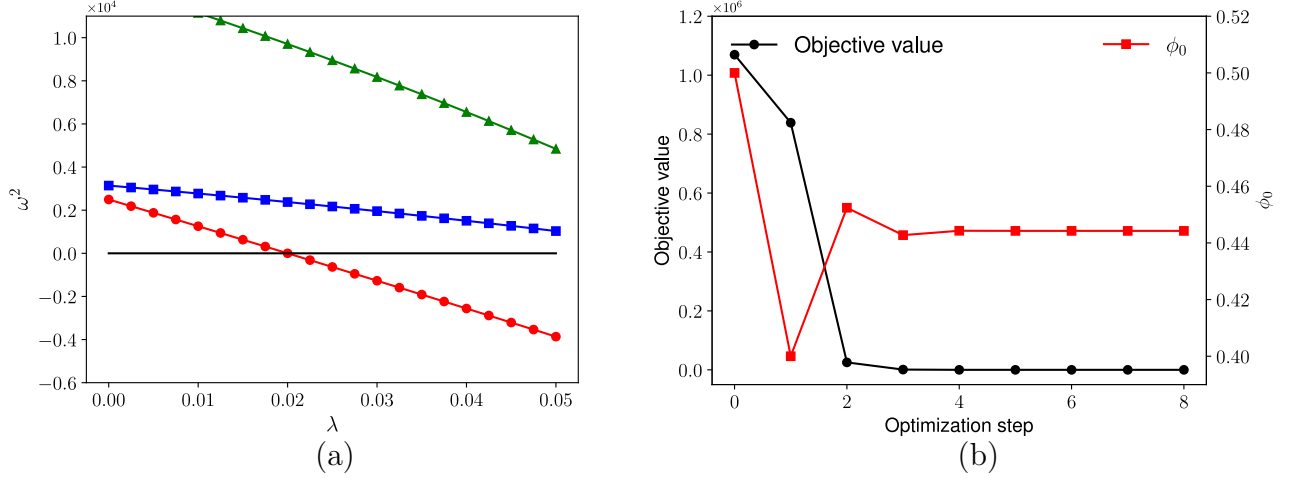 ×10⁴
1.0
0.8
0.6
0.4
0.2
0.0
−0.2
−0.4
−0.6
ω²
0.00 0.01 0.02 0.03 0.04 0.05
λ
(a)
×10⁶
1.2
1.0
0.8
0.6
0.4
0.2
0.0
Objective value
Objective value
ϕ₀
0.52
0.50
0.48
0.46
0.44
0.42
0.40
ϕ₀
0 2 4 6 8
Optimization step
(b)